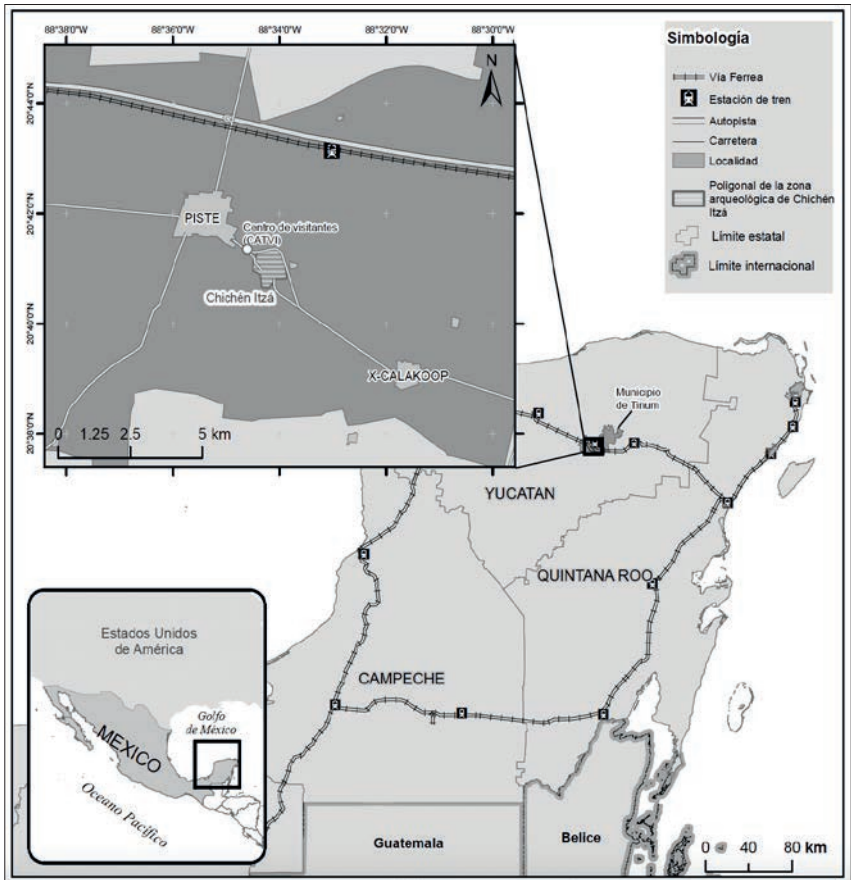 88°38'0"W
88°36'0"W
88°34'0"W
88°32'0"W
88°30'0"W
20°44'0"N
20°42'0"N
20°40'0"N
20°38'0"N
N
PISTE
Centro de visitantes
(CATVI)
Chichén Itzá
X-CALAKOOP
0 1.25 2.5 5 km
Simbología
Vía Ferrea
Estación de tren
Autopista
Carretera
Localidad
Poligonal de la zona
arqueológica de Chichén
Itzá
Límite estatal
Límite internacional
Municipio
de Tinum
YUCATAN
QUINTANA ROO
CAMPECHE
Guatemala
Belice
0 40 80 km
Estados Unidos
de América
Golfo
de México
MEXICO
Oceano Pacífico